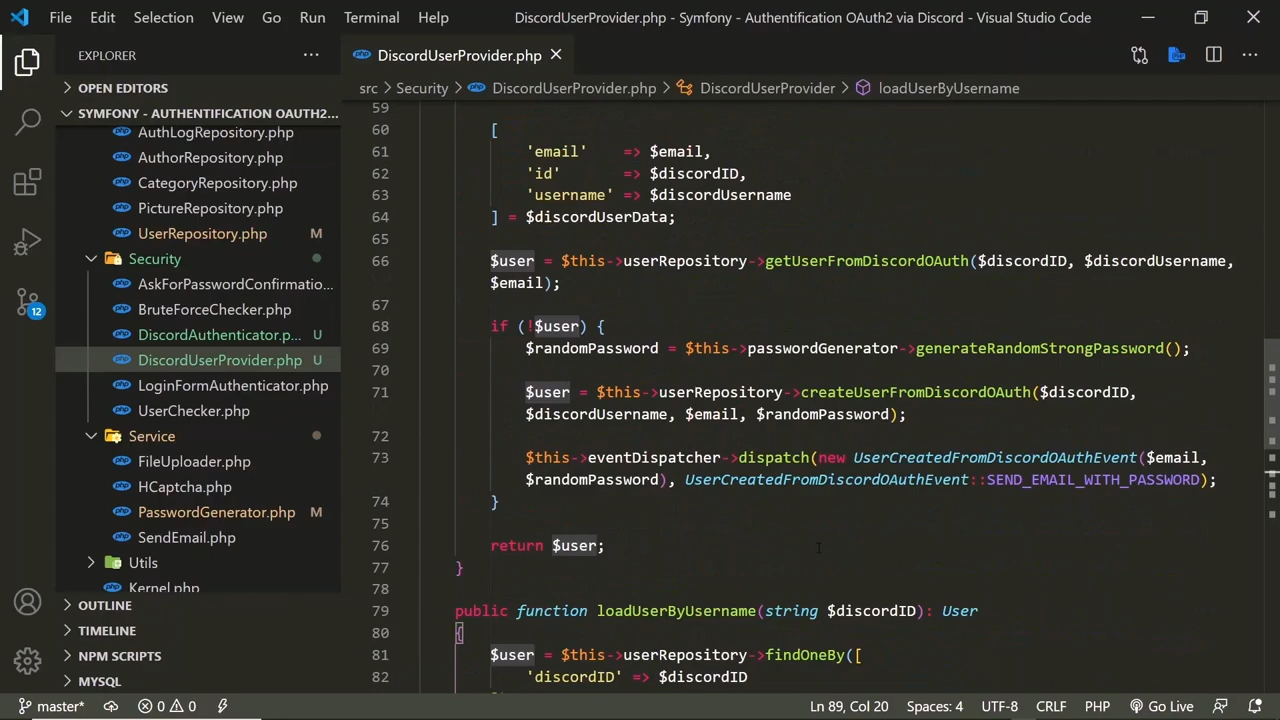 File Edit Selection View Go Run Terminal Help DiscordUserProvider.php - Symfony - Authentification OAuth2 via Discord - Visual Studio Code
EXPLORER
OPEN EDITORS
SYMFONY - AUTHENTIFICATION OAUTH2...
AuthLogRepository.php
AuthorRepository.php
CategoryRepository.php
PictureRepository.php
UserRepository.php M
Security
AskForPasswordConfirmatio...
BruteForceChecker.php
DiscordAuthenticator.p... U
DiscordUserProvider.php U
LoginFormAuthenticator.php
UserChecker.php
Service
FileUploader.php
HCaptcha.php
PasswordGenerator.php M
SendEmail.php
Utils
Kernel.php
OUTLINE
TIMELINE
NPM SCRIPTS
MYSQL
12
php DiscordUserProvider.php
src > Security > php DiscordUserProvider.php > DiscordUserProvider > loadUserByUsername
59
60 [
61 'email' => $email,
62 'id' => $discordID,
63 'username' => $discordUsername
64 ] = $discordUserData;
65
66 $user = $this->userRepository->getUserFromDiscordOAuth($discordID, $discordUsername,
$email);
67
68 if (!$user) {
69 $randomPassword = $this->passwordGenerator->generateRandomStrongPassword();
70
71 $user = $this->userRepository->createUserFromDiscordOAuth($discordID,
$discordUsername, $email, $randomPassword);
72
73 $this->eventDispatcher->dispatch(new UserCreatedFromDiscordOAuthEvent($email,
$randomPassword), UserCreatedFromDiscordOAuthEvent::SEND_EMAIL_WITH_PASSWORD);
74 }
75
76 return $user;
77 }
78
79 public function loadUserByUsername(string $discordID): User
80 {
81 $user = $this->userRepository->findOneBy([
82 'discordID' => $discordID
master* 0 0 Ln 89, Col 20 Spaces: 4 UTF-8 CRLF PHP Go Live